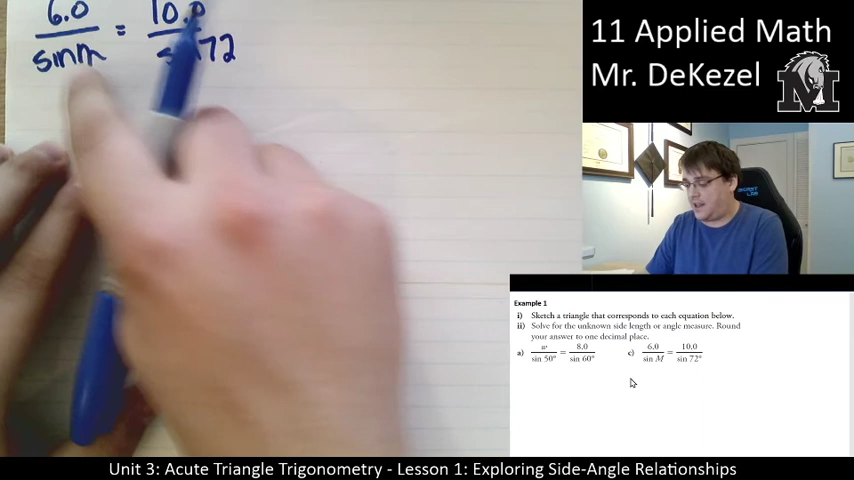 6.0 10.0
sin M = 72
11 Applied Math
Mr. DeKezel
M
Example 1
i) Sketch a triangle that corresponds to each equation below.
ii) Solve for the unknown side length or angle measure. Round
your answer to one decimal place.
a) w/sin 50° = 8.0/sin 60° c) 6.0/sin M = 10.0/sin 72°
Unit 3: Acute Triangle Trigonometry - Lesson 1: Exploring Side-Angle Relationships